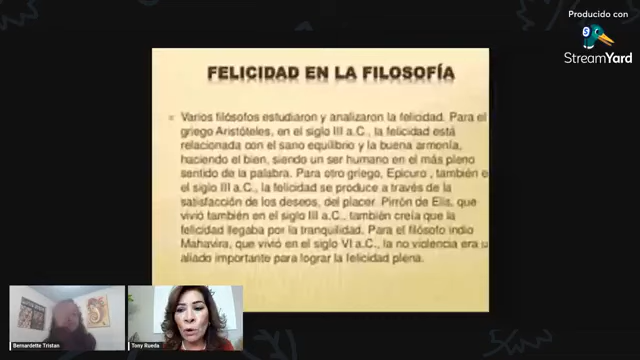 Producido con
StreamYard
FELICIDAD EN LA FILOSOFÍA
Varios filósofos estudiaron y analizaron la felicidad. Para el
griego Aristóteles, en el siglo III a.C., la felicidad está
relacionada con el sano equilibrio y la buena armonía,
haciendo el bien, siendo un ser humano en el más pleno
sentido de la palabra. Para otro griego, Epicuro , también e
el siglo III a.C., la felicidad se produce a través de la
satisfacción de los deseos, del placer. Pirrón de Elis, que
vivió también en el siglo III a.C., también creía que la
felicidad llegaba por la tranquilidad. Para el filósofo indio
Mahavira, que vivió en el siglo VI a.C., la no violencia era u
aliado importante para lograr la felicidad plena.
Bernardette Tristan
Tony Rueda